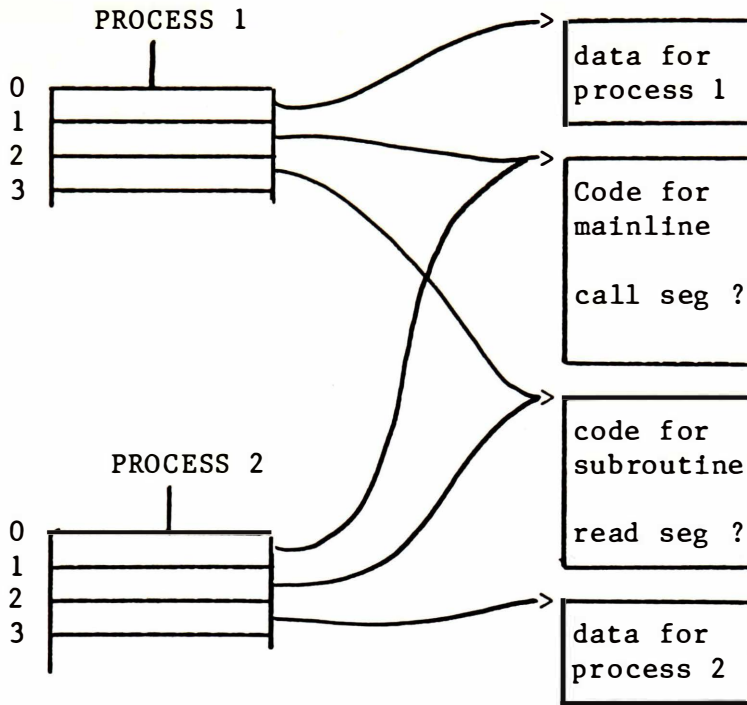 PROCESS 1
0
1
2
3
data for
process 1
Code for
mainline
call seg ?
code for
subroutine
read seg ?
PROCESS 2
0
1
2
3
data for
process 2